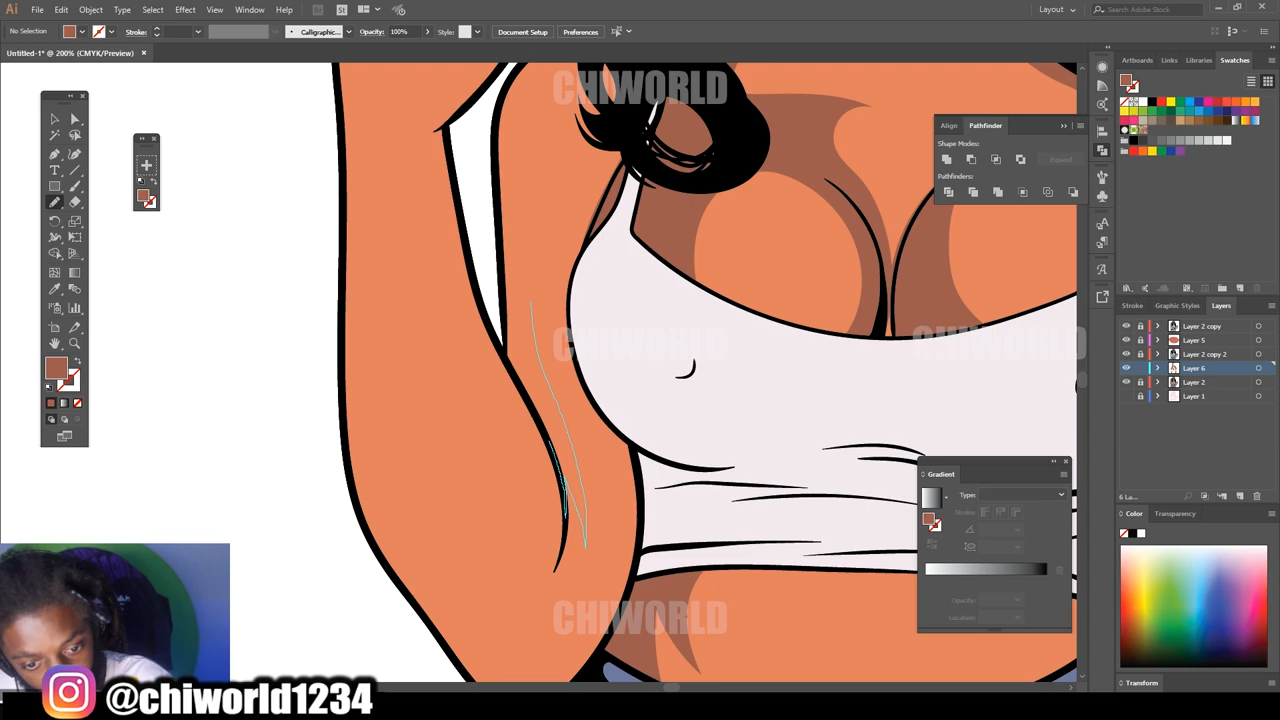 Ai File Edit Object Type Select Effect View Window Help Br St Layout Search Adobe Stock
No Selection Stroke: Calligraphic... Opacity: 100% Style: Document Setup Preferences
Untitled-1* @ 200% (CMYK/Preview)
Artboards Links Libraries Swatches
CHIWORLD
Align Pathfinder
Shape Modes:
Expand
Pathfinders:
Stroke Graphic Styles Layers
Layer 2 copy
Layer 5
CHIWORLD CHIWORLD
Layer 2 copy 2
Layer 6
Layer 2
Layer 1
Gradient
Type:
Stroke:
6 La...
Color Transparency
Opacity:
Location:
CHIWORLD
Transform
@chiworld1234